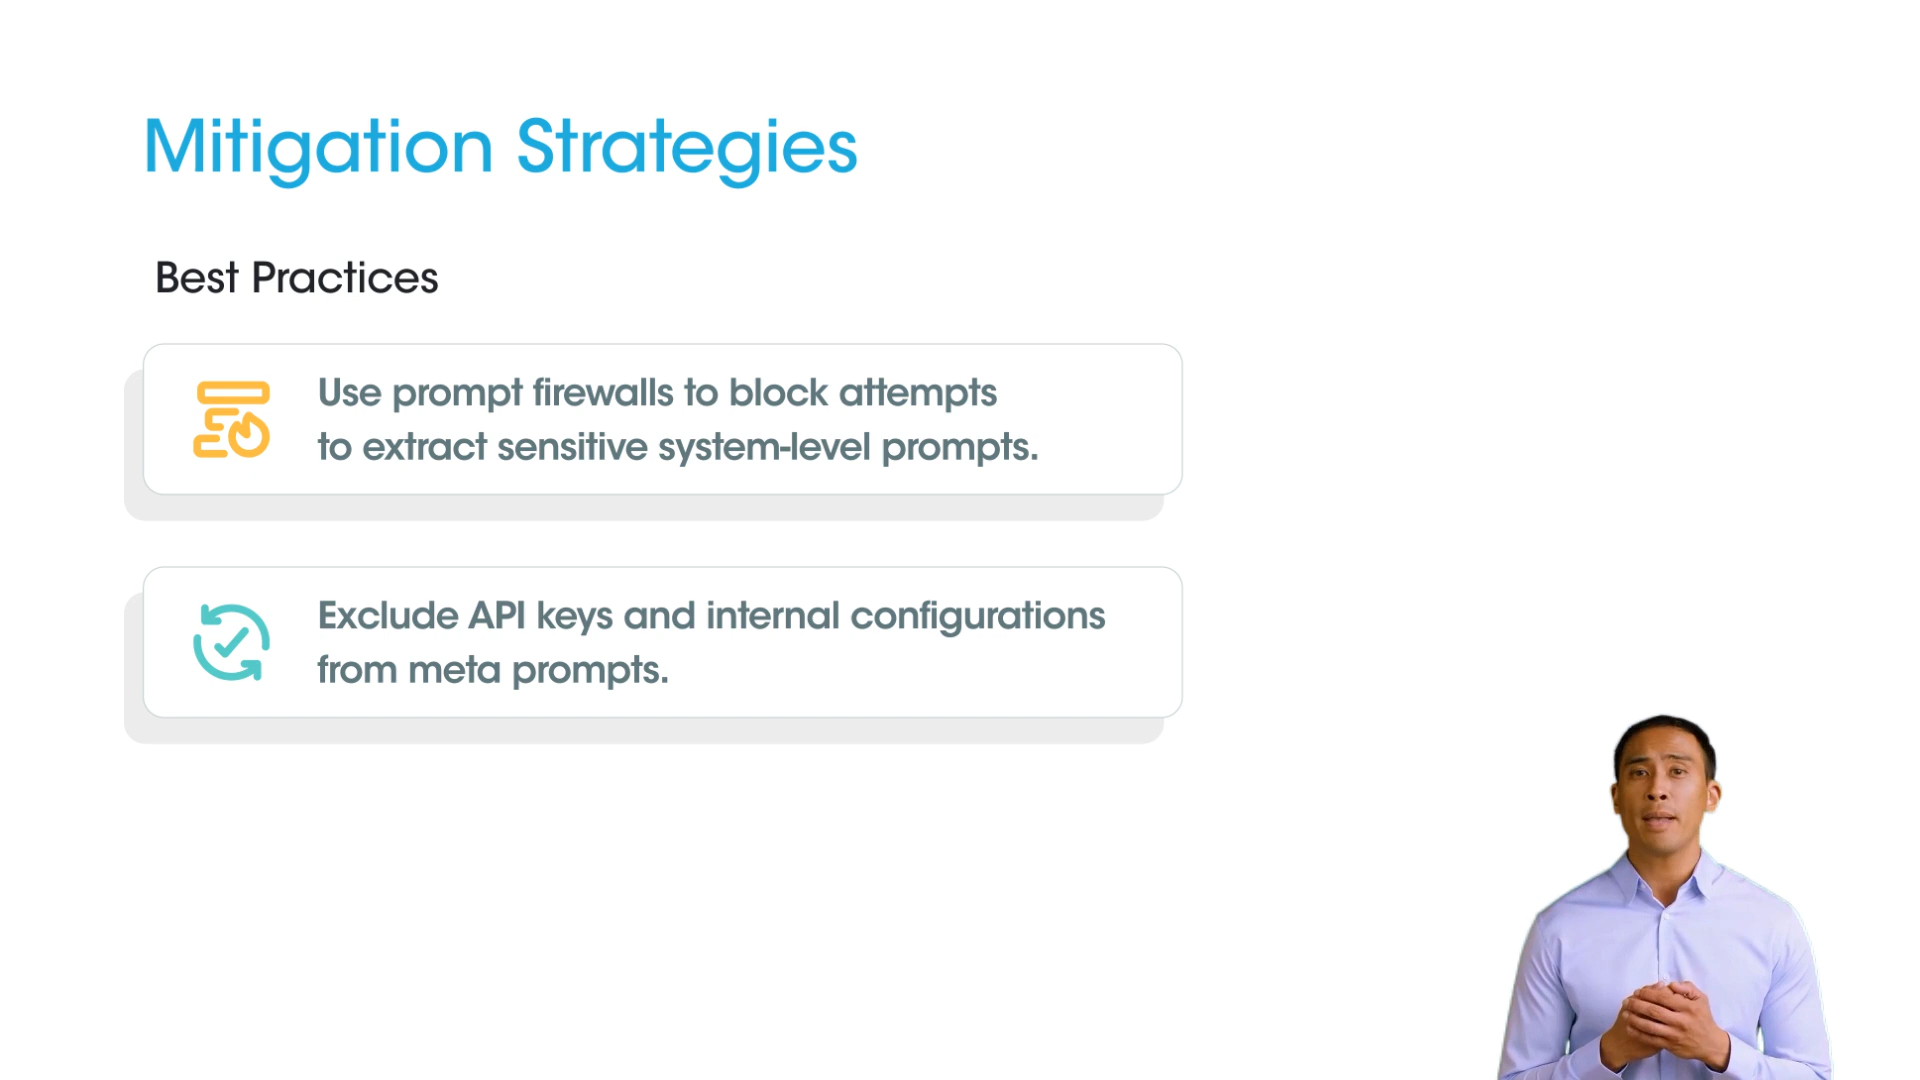 Mitigation Strategies
Best Practices
Use prompt firewalls to block attempts
to extract sensitive system-level prompts.
Exclude API keys and internal configurations
from meta prompts.